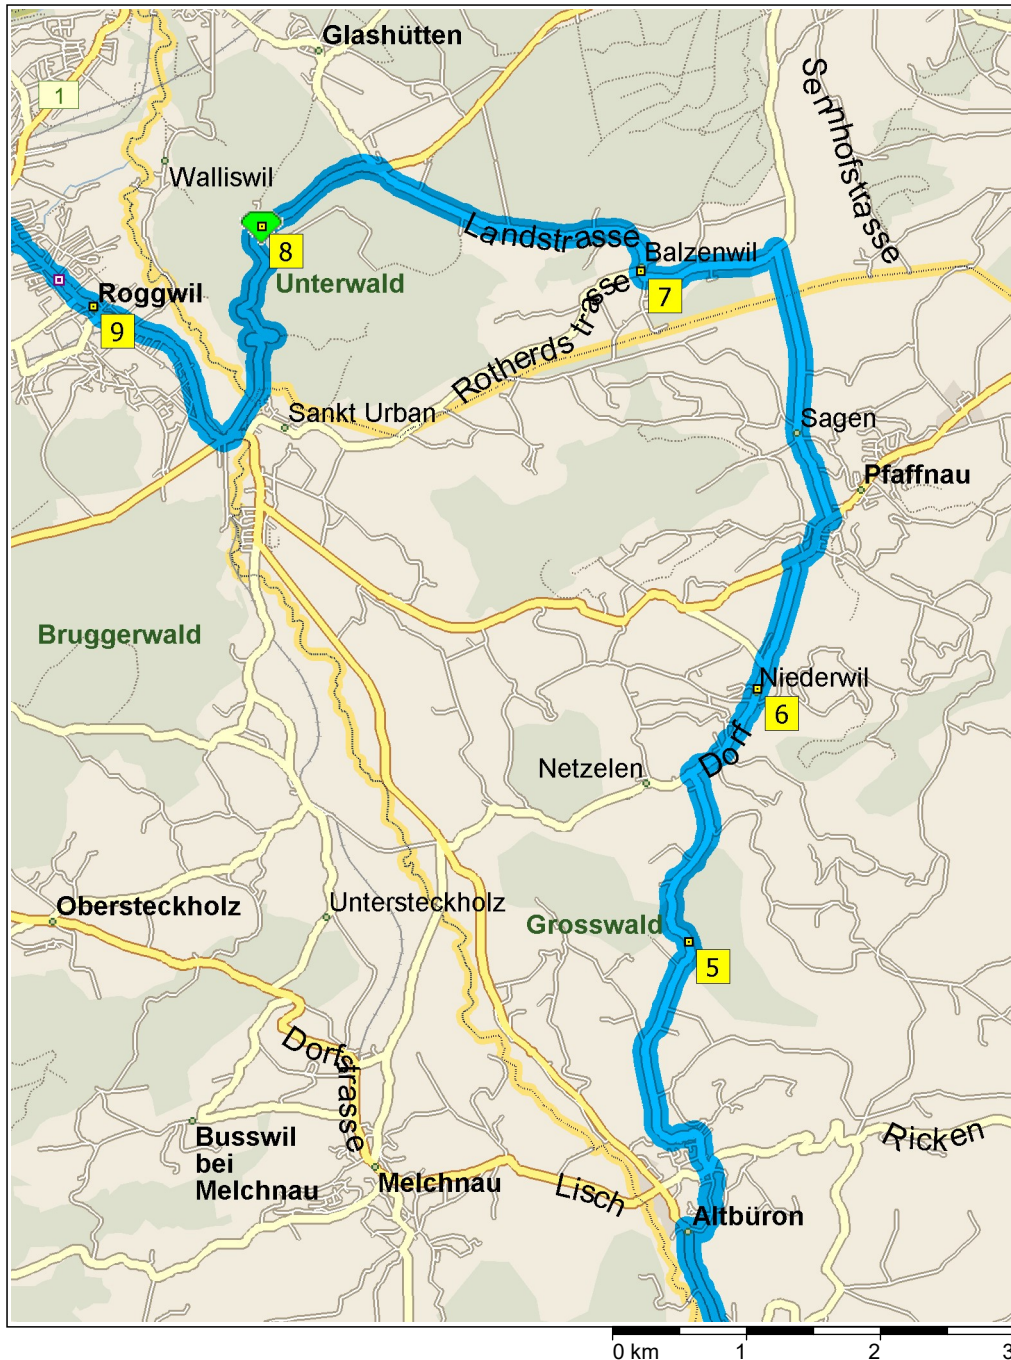 Glashütten
1
Sennhofstrasse
Walliswil
Landstrasse
8
Balzenwil
Unterwald
Roggwil
7
9
Rotherdstrasse
Sankt Urban
Sagen
Pfaffnau
Bruggerwald
Niederwil
6
Dorf
Netzelen
Obersteckholz
Untersteckholz
Grosswald
5
Dorfstrasse
Busswil
bei
Melchnau
Ricken
Melchnau
Lisch
Altbüron
0 km 1 2 3